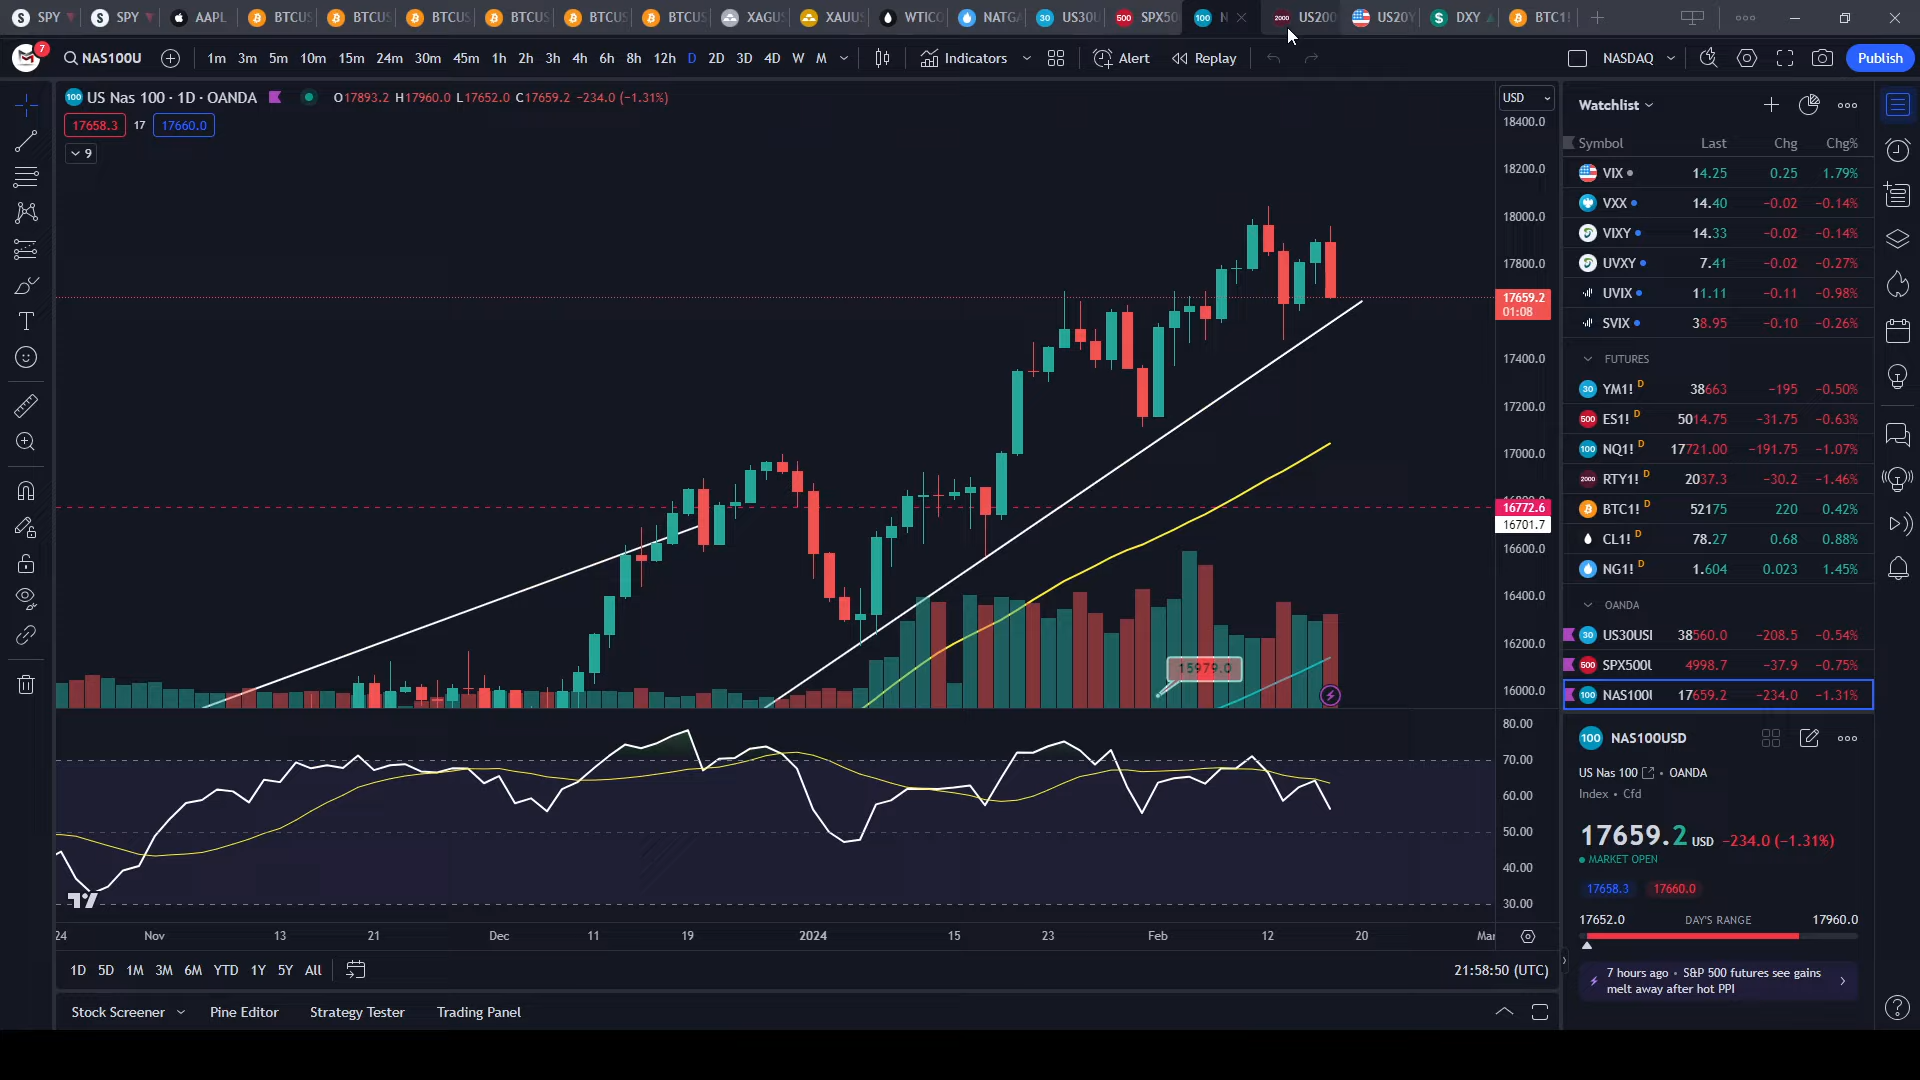 SPY SPY AAPL BTCUS BTCUS BTCUS BTCUS BTCUS BTCUS XAGUS XAUUS WTICO NATGA US30U SPX50 N US200 US20Y DXY BTC1!
7 NAS100U 1m 3m 5m 10m 15m 24m 30m 45m 1h 2h 3h 4h 6h 8h 12h D 2D 3D 4D W M Indicators Alert Replay NASDAQ Publish
US Nas 100 · 1D · OANDA O17893.2 H17960.0 L17652.0 C17659.2 −234.0 (−1.31%)
17658.3 17 17660.0
9
USD
18400.0
18200.0
18000.0
17800.0
17659.2
01:08
17400.0
17200.0
17000.0
16772.6
16701.7
16600.0
16400.0
16200.0
16000.0
15979.0
80.00
70.00
60.00
50.00
40.00
30.00
24 Nov 13 21 Dec 11 19 2024 15 23 Feb 12 20 Mar
1D 5D 1M 3M 6M YTD 1Y 5Y All 21:58:50 (UTC)
Stock Screener Pine Editor Strategy Tester Trading Panel
Watchlist
Symbol Last Chg Chg%
VIX 14.25 0.25 1.79%
VXX 14.40 −0.02 −0.14%
VIXY 14.33 −0.02 −0.14%
UVXY 7.41 −0.02 −0.27%
UVIX 11.11 −0.11 −0.98%
SVIX 38.95 −0.10 −0.26%
FUTURES
YM1! D 38663 −195 −0.50%
ES1! D 5014.75 −31.75 −0.63%
NQ1! D 17721.00 −191.75 −1.07%
RTY1! D 2037.3 −30.2 −1.46%
BTC1! D 52175 220 0.42%
CL1! D 78.27 0.68 0.88%
NG1! D 1.604 0.023 1.45%
OANDA
US30USI 38560.0 −208.5 −0.54%
SPX500U 4998.7 −37.9 −0.75%
NAS100U 17659.2 −234.0 −1.31%
100 NAS100USD
US Nas 100 • OANDA
Index • Cfd
17659.2 USD −234.0 (−1.31%)
MARKET OPEN
17658.3 17660.0
17652.0 DAY'S RANGE 17960.0
7 hours ago • S&P 500 futures see gains
melt away after hot PPI